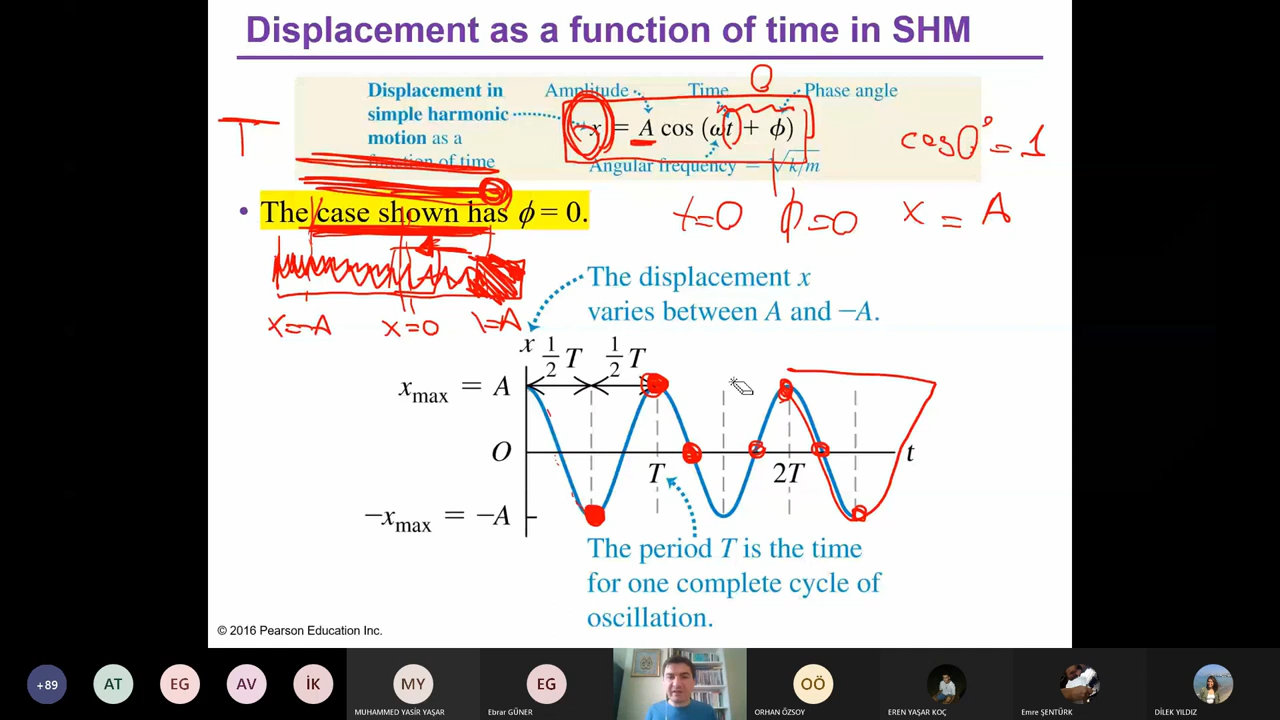 Displacement as a function of time in SHM
Displacement in
simple harmonic
motion as a
function of time
Amplitude
Time
Phase angle
x = A cos (ωt + ϕ)
Angular frequency = √k/m
θ
T
cos0° = 1
• The case shown has ϕ = 0.
t=0 ϕ=0 x = A
x=-A x=0 x=A
The displacement x
varies between A and −A.
x
1/2 T 1/2 T
xmax = A
O
T
2T
t
−xmax = −A
The period T is the time
for one complete cycle of
oscillation.
© 2016 Pearson Education Inc.
+89
AT
EG
AV
İK
MY
MUHAMMED YASİR YAŞAR
EG
Ebrar GÜNER
OÖ
ORHAN ÖZSOY
EREN YAŞAR KOÇ
Emre ŞENTÜRK
DİLEK YILDIZ